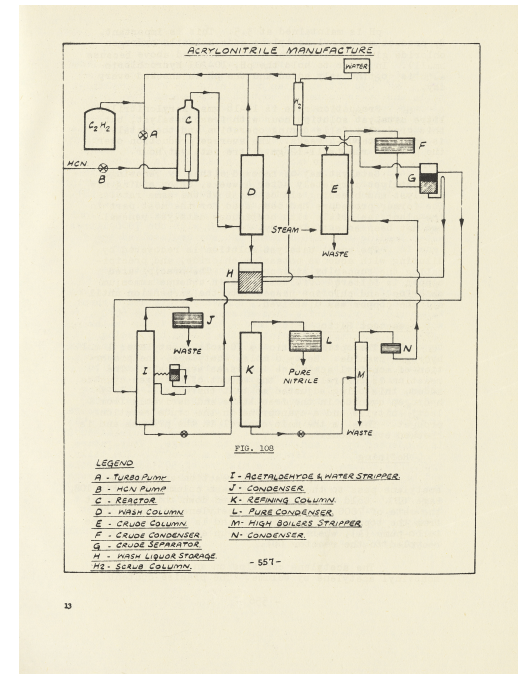 ACRYLONITRILE MANUFACTURE
WATER
H2
C2H2
C
A
F
HCN
B
G
D
E
STEAM
WASTE
H
J
L
N
WASTE
I
K
PURE
NITRILE
M
WASTE
FIG. 108
LEGEND
A - TURBO PUMP
B - HCN PUMP
C - REACTOR
D - WASH COLUMN
E - CRUDE COLUMN.
F - CRUDE CONDENSER.
G - CRUDE SEPARATOR
H - WASH LIQUOR STORAGE.
H2 - SCRUB COLUMN.
I - ACETALDEHYDE & WATER STRIPPER
J - CONDENSER
K - REFINING COLUMN.
L - PURE CONDENSER
M - HIGH BOILERS STRIPPER
N - CONDENSER.
- 557 -
23